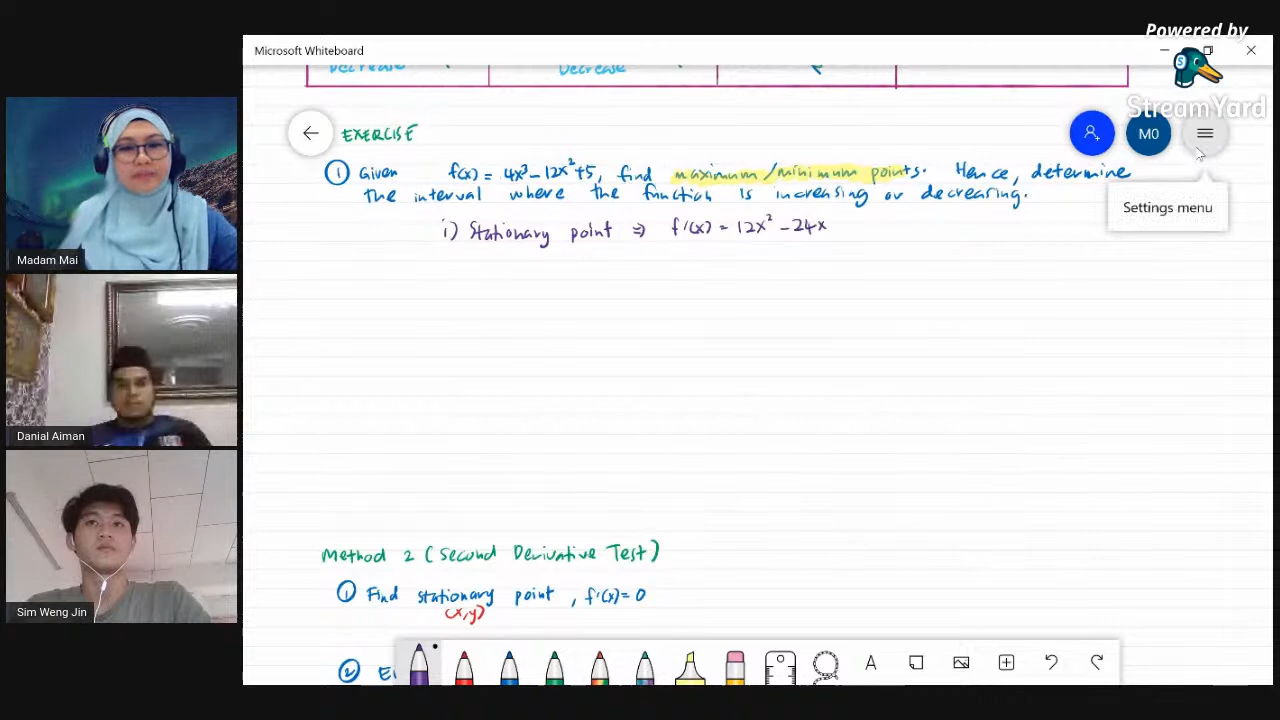 Powered by
StreamYard
Microsoft Whiteboard
Decrease Decrease
EXERCISE
M0
① Given f(x) = 4x³ - 12x² + 5, find maximum/minimum points. Hence, determine
the interval where the function is increasing or decreasing.
Settings menu
i) Stationary point ⇒ f'(x) = 12x² - 24x
Madam Mai
Danial Aiman
Sim Weng Jin
Method 2 (Second Derivative Test)
① Find stationary point, f'(x) = 0
(x,y)
②
A